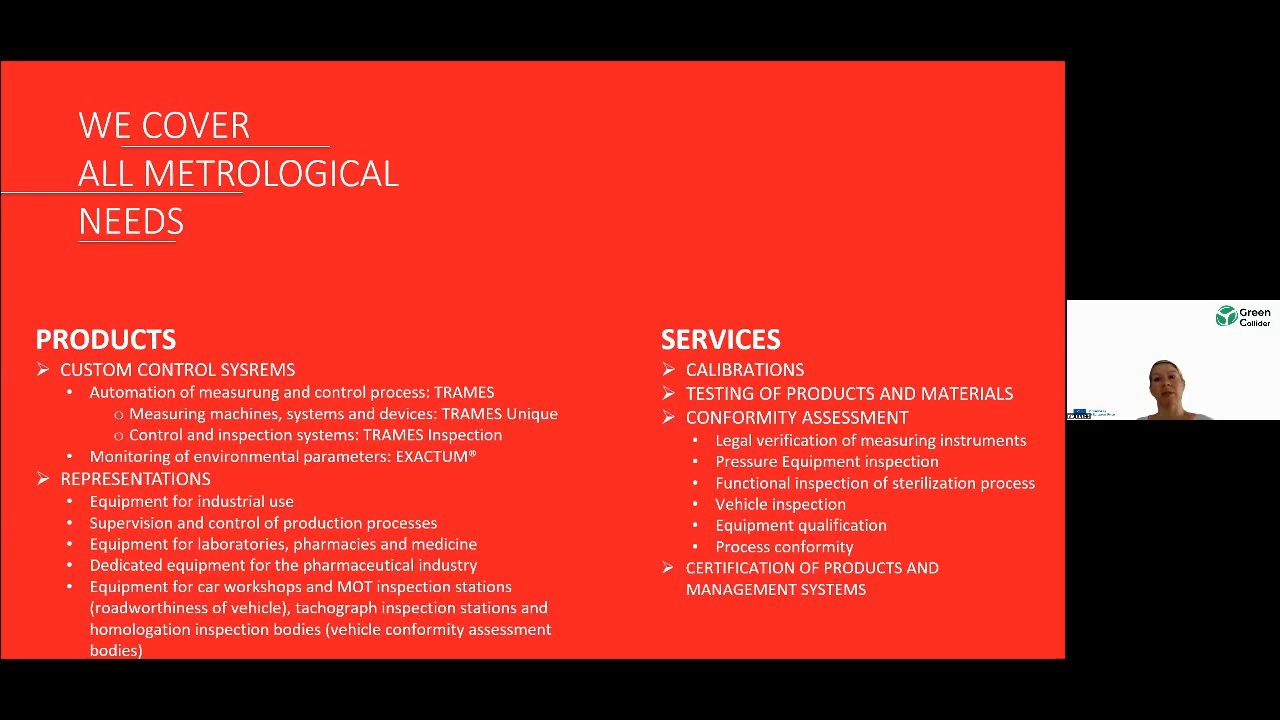 WE COVER
ALL METROLOGICAL
NEEDS
PRODUCTS
➢ CUSTOM CONTROL SYSREMS
• Automation of measurung and control process: TRAMES
○ Measuring machines, systems and devices: TRAMES Unique
○ Control and inspection systems: TRAMES Inspection
• Monitoring of environmental parameters: EXACTUM®
➢ REPRESENTATIONS
• Equipment for industrial use
• Supervision and control of production processes
• Equipment for laboratories, pharmacies and medicine
• Dedicated equipment for the pharmaceutical industry
• Equipment for car workshops and MOT inspection stations
(roadworthiness of vehicle), tachograph inspection stations and
homologation inspection bodies (vehicle conformity assessment
bodies)
SERVICES
➢ CALIBRATIONS
➢ TESTING OF PRODUCTS AND MATERIALS
➢ CONFORMITY ASSESSMENT
• Legal verification of measuring instruments
• Pressure Equipment inspection
• Functional inspection of sterilization process
• Vehicle inspection
• Equipment qualification
• Process conformity
➢ CERTIFICATION OF PRODUCTS AND
MANAGEMENT SYSTEMS
Green
Collider